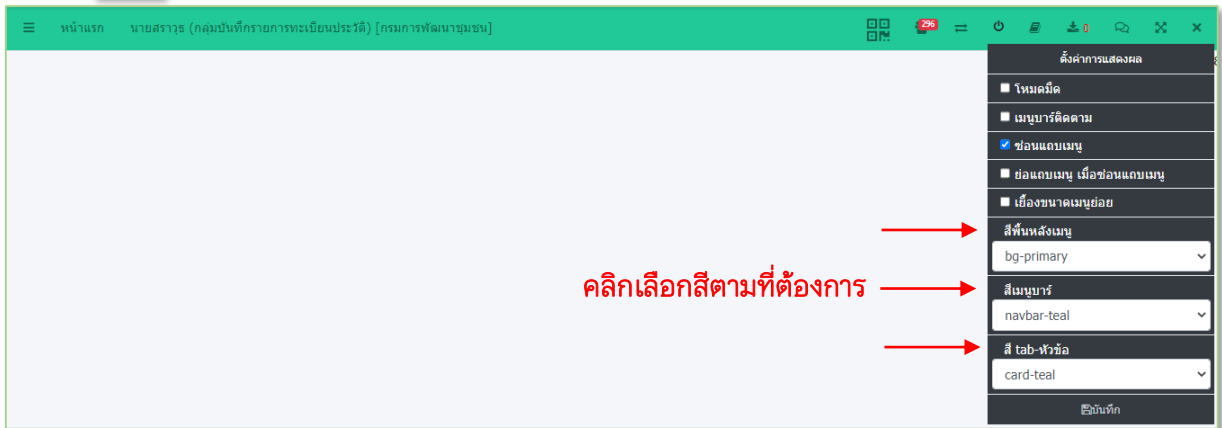 หน้าแรก นายสราวุธ (กลุ่มบันทึกรายการทะเบียนประวัติ) [กรมการพัฒนาชุมชน] 296 0
ตั้งค่าการแสดงผล
โหมดมืด
เมนูบาร์ติดตาม
ซ่อนแถบเมนู
ย่อแถบเมนู เมื่อซ่อนแถบเมนู
เยื้องขนาดเมนูย่อย
สีพื้นหลังเมนู
bg-primary
คลิกเลือกสีตามที่ต้องการ
สีเมนูบาร์
navbar-teal
สี tab-หัวข้อ
card-teal
บันทึก